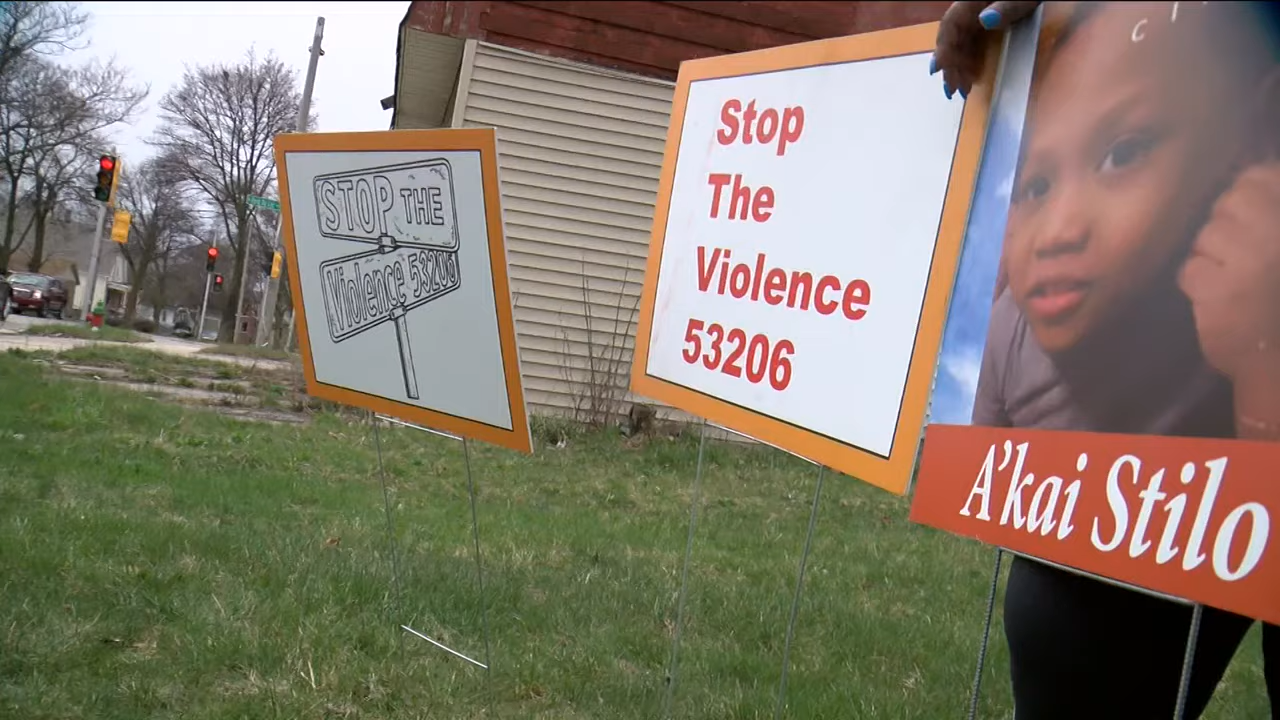 STOP THE
Violence 53206
Stop
The
Violence
53206
A'kai Stilo